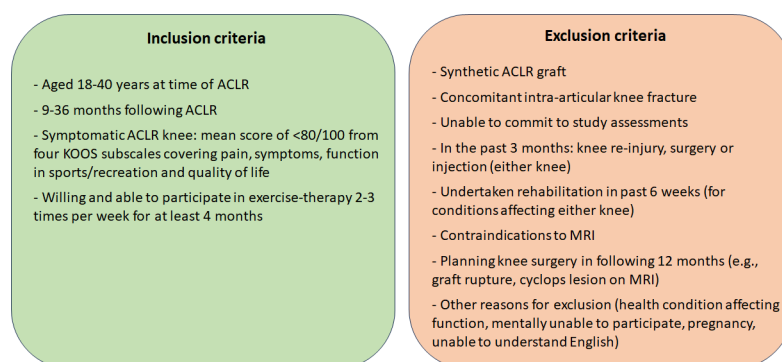 Inclusion criteria
- Aged 18-40 years at time of ACLR
- 9-36 months following ACLR
- Symptomatic ACLR knee: mean score of <80/100 from
four KOOS subscales covering pain, symptoms, function
in sports/recreation and quality of life
- Willing and able to participate in exercise-therapy 2-3
times per week for at least 4 months
Exclusion criteria
- Synthetic ACLR graft
- Concomitant intra-articular knee fracture
- Unable to commit to study assessments
- In the past 3 months: knee re-injury, surgery or
injection (either knee)
- Undertaken rehabilitation in past 6 weeks (for
conditions affecting either knee)
- Contraindications to MRI
- Planning knee surgery in following 12 months (e.g.,
graft rupture, cyclops lesion on MRI)
- Other reasons for exclusion (health condition affecting
function, mentally unable to participate, pregnancy,
unable to understand English)